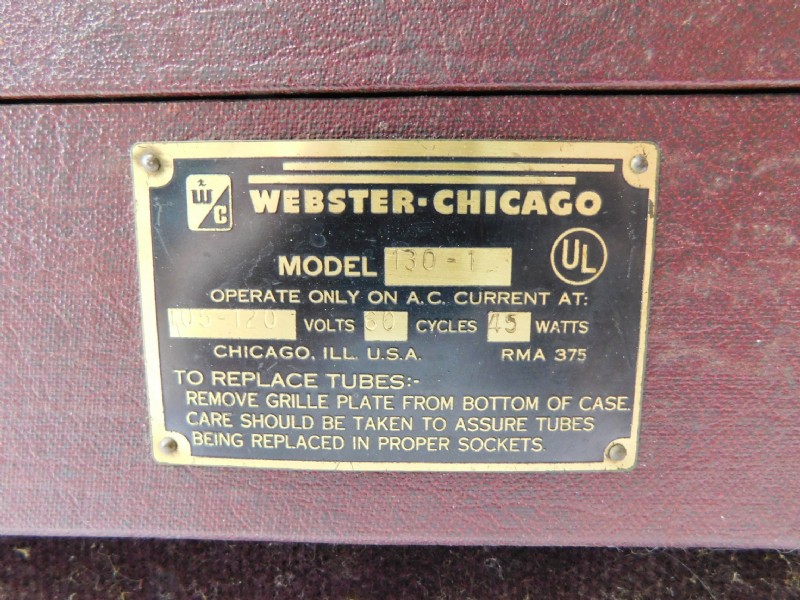 W/C WEBSTER-CHICAGO
MODEL 130-1 UL
OPERATE ONLY ON A.C. CURRENT AT:
105-120 VOLTS 60 CYCLES 45 WATTS
CHICAGO, ILL. U.S.A. RMA 375
TO REPLACE TUBES:-
REMOVE GRILLE PLATE FROM BOTTOM OF CASE.
CARE SHOULD BE TAKEN TO ASSURE TUBES
BEING REPLACED IN PROPER SOCKETS.